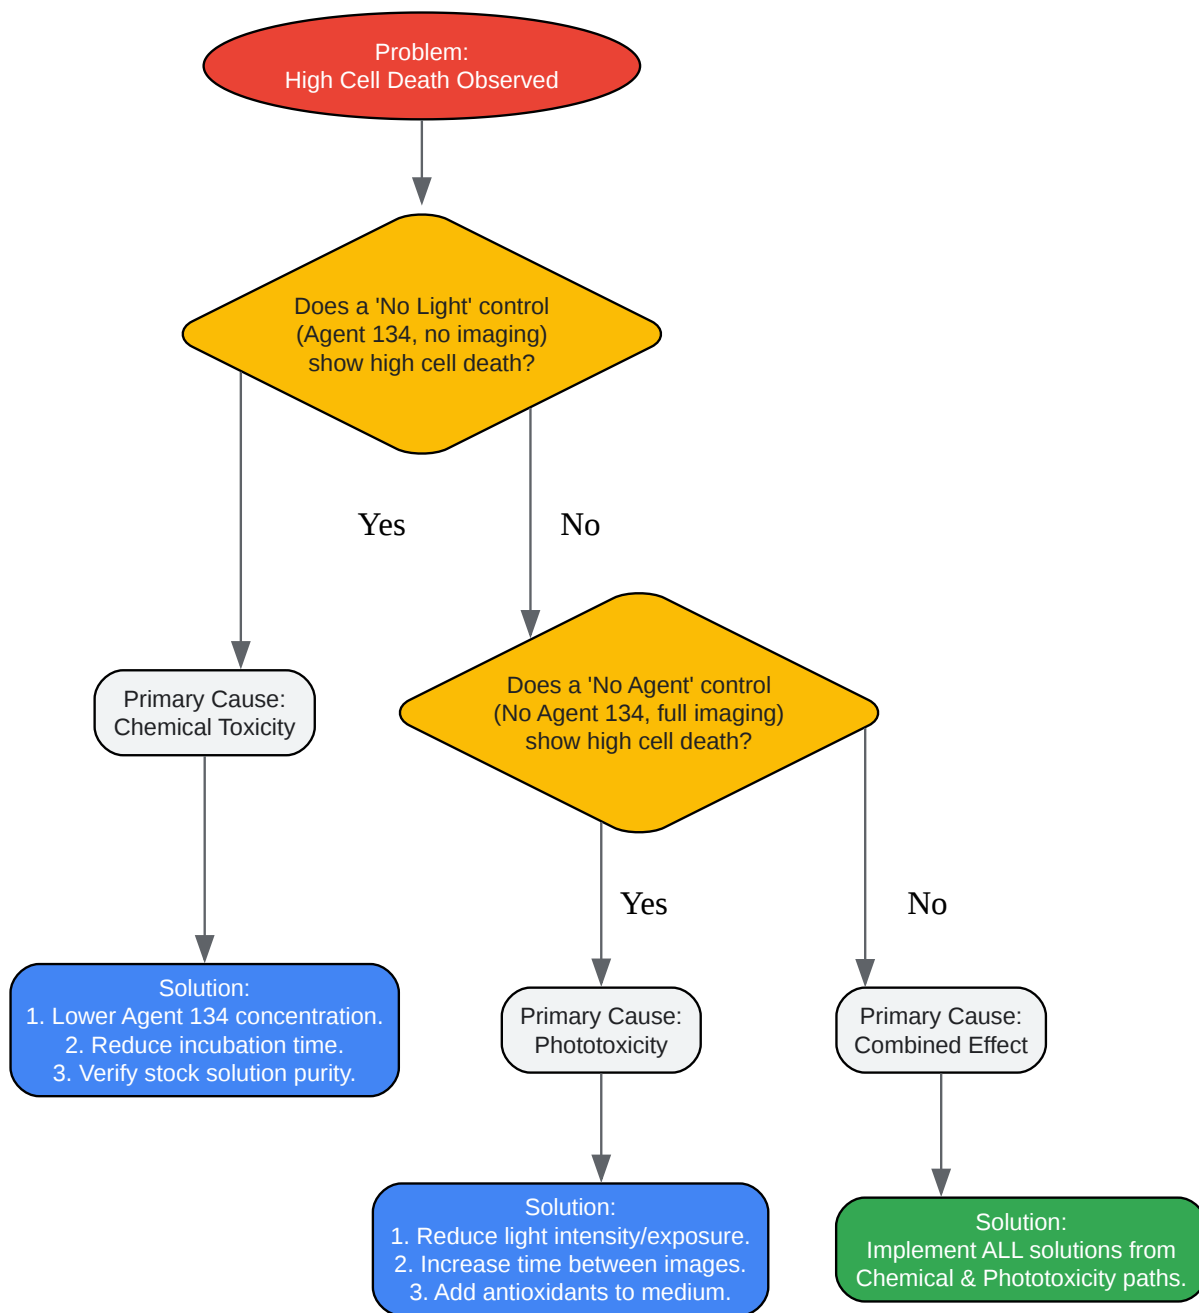 Problem:
High Cell Death Observed
Does a 'No Light' control
(Agent 134, no imaging)
show high cell death?
Yes
No
Primary Cause:
Chemical Toxicity
Does a 'No Agent' control
(No Agent 134, full imaging)
show high cell death?
Yes
No
Solution:
1. Lower Agent 134 concentration.
2. Reduce incubation time.
3. Verify stock solution purity.
Primary Cause:
Phototoxicity
Primary Cause:
Combined Effect
Solution:
1. Reduce light intensity/exposure.
2. Increase time between images.
3. Add antioxidants to medium.
Solution:
Implement ALL solutions from
Chemical & Phototoxicity paths.